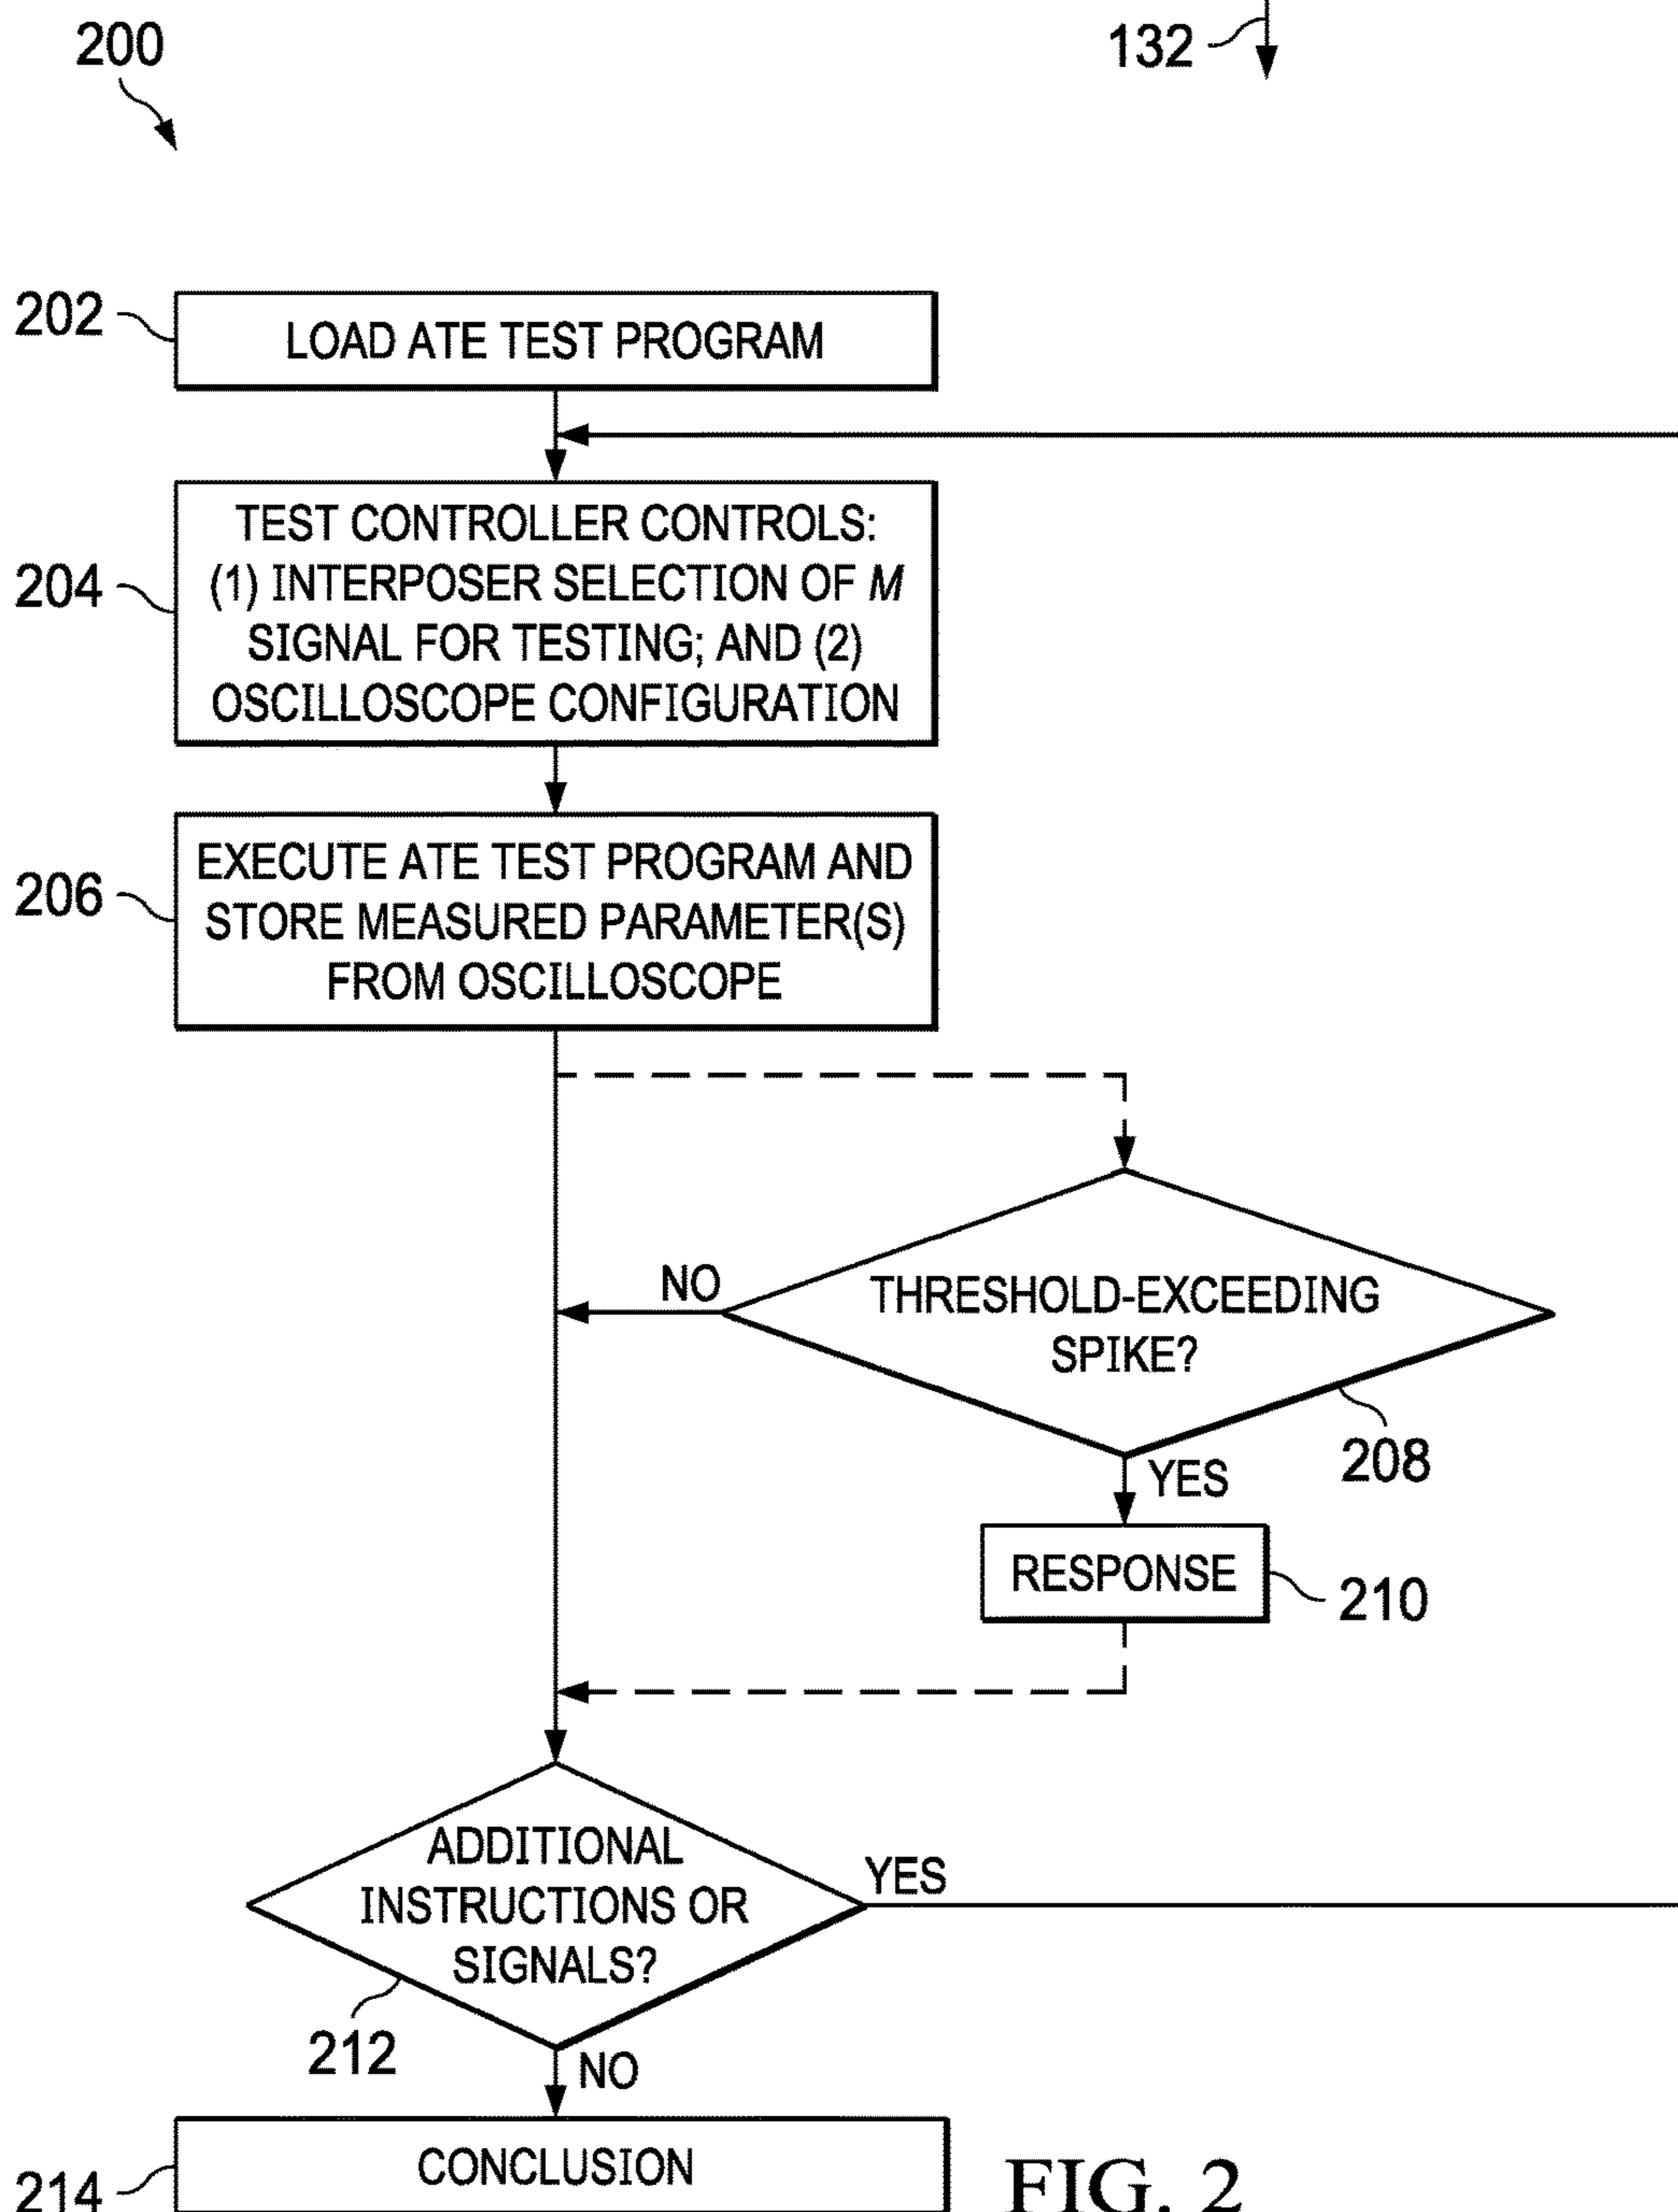 200
132
202
LOAD ATE TEST PROGRAM
204
TEST CONTROLLER CONTROLS:
(1) INTERPOSER SELECTION OF M
SIGNAL FOR TESTING; AND (2)
OSCILLOSCOPE CONFIGURATION
206
EXECUTE ATE TEST PROGRAM AND
STORE MEASURED PARAMETER(S)
FROM OSCILLOSCOPE
NO
THRESHOLD-EXCEEDING
SPIKE?
208
YES
RESPONSE
210
ADDITIONAL
INSTRUCTIONS OR
SIGNALS?
YES
212
NO
214
CONCLUSION
FIG. 2